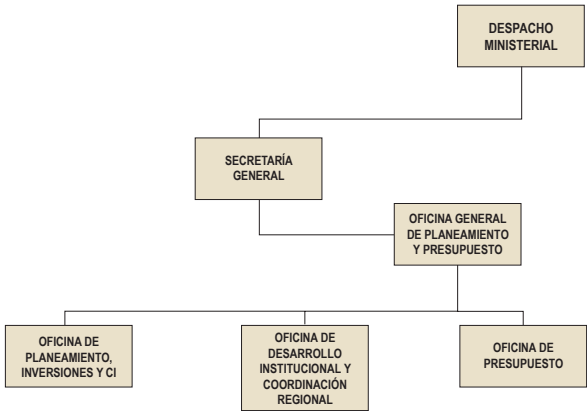 DESPACHO
MINISTERIAL
SECRETARÍA
GENERAL
OFICINA GENERAL
DE PLANEAMIENTO
Y PRESUPUESTO
OFICINA DE
PLANEAMIENTO,
INVERSIONES Y CI
OFICINA DE
DESARROLLO
INSTITUCIONAL Y
COORDINACIÓN
REGIONAL
OFICINA DE
PRESUPUESTO